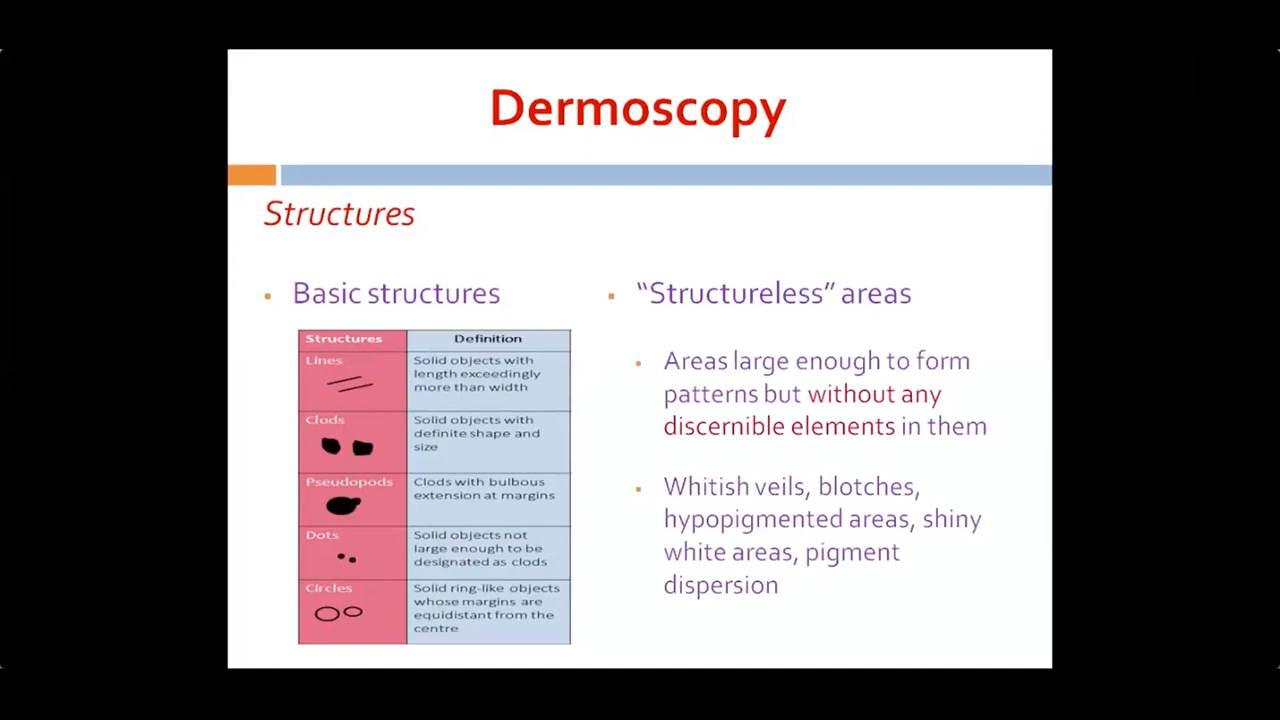 Dermoscopy
Structures
Basic structures
Structures Definition
Lines
Solid objects with
length exceedingly
more than width
Clods
Solid objects with
definite shape and
size
Pseudopods
Clods with bulbous
extension at margins
Dots
Solid objects not
large enough to be
designated as clods
Circles
Solid ring-like objects
whose margins are
equidistant from the
centre
“Structureless” areas
Areas large enough to form
patterns but without any
discernible elements in them
Whitish veils, blotches,
hypopigmented areas, shiny
white areas, pigment
dispersion